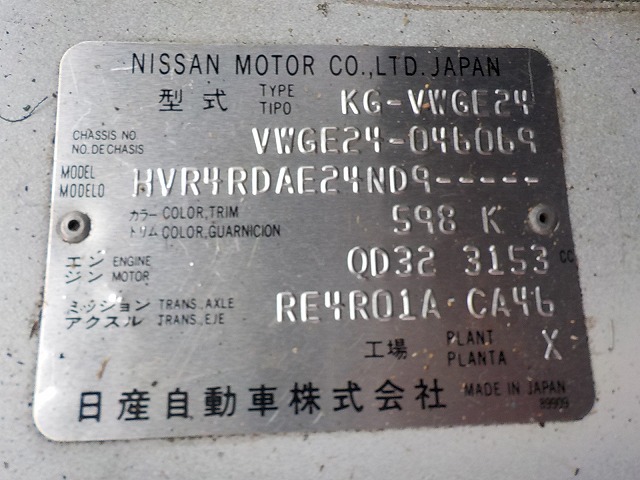 NISSAN MOTOR CO.,LTD. JAPAN
型式 TYPE TIPO KG-VWGE24
CHASSIS NO NO. DE CHASIS VWGE24-046069
MODEL MODELO HVR4RDAE24ND9-----
カラー COLOR,TRIM 598 K
トリム COLOR,GUARNICION
エンジン ENGINE MOTOR QD32 3153 CC
ミッション TRANS., AXLE RE4R01A CA46
アクスル TRANS., EJE
工場 PLANT PLANTA X
日産自動車株式会社 MADE IN JAPAN
89909